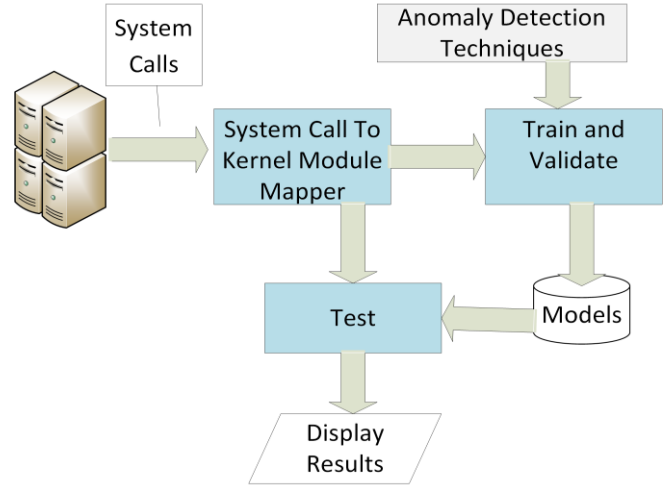 System
Calls
Anomaly Detection
Techniques
System Call To
Kernel Module
Mapper
Train and
Validate
Test
Models
Display
Results